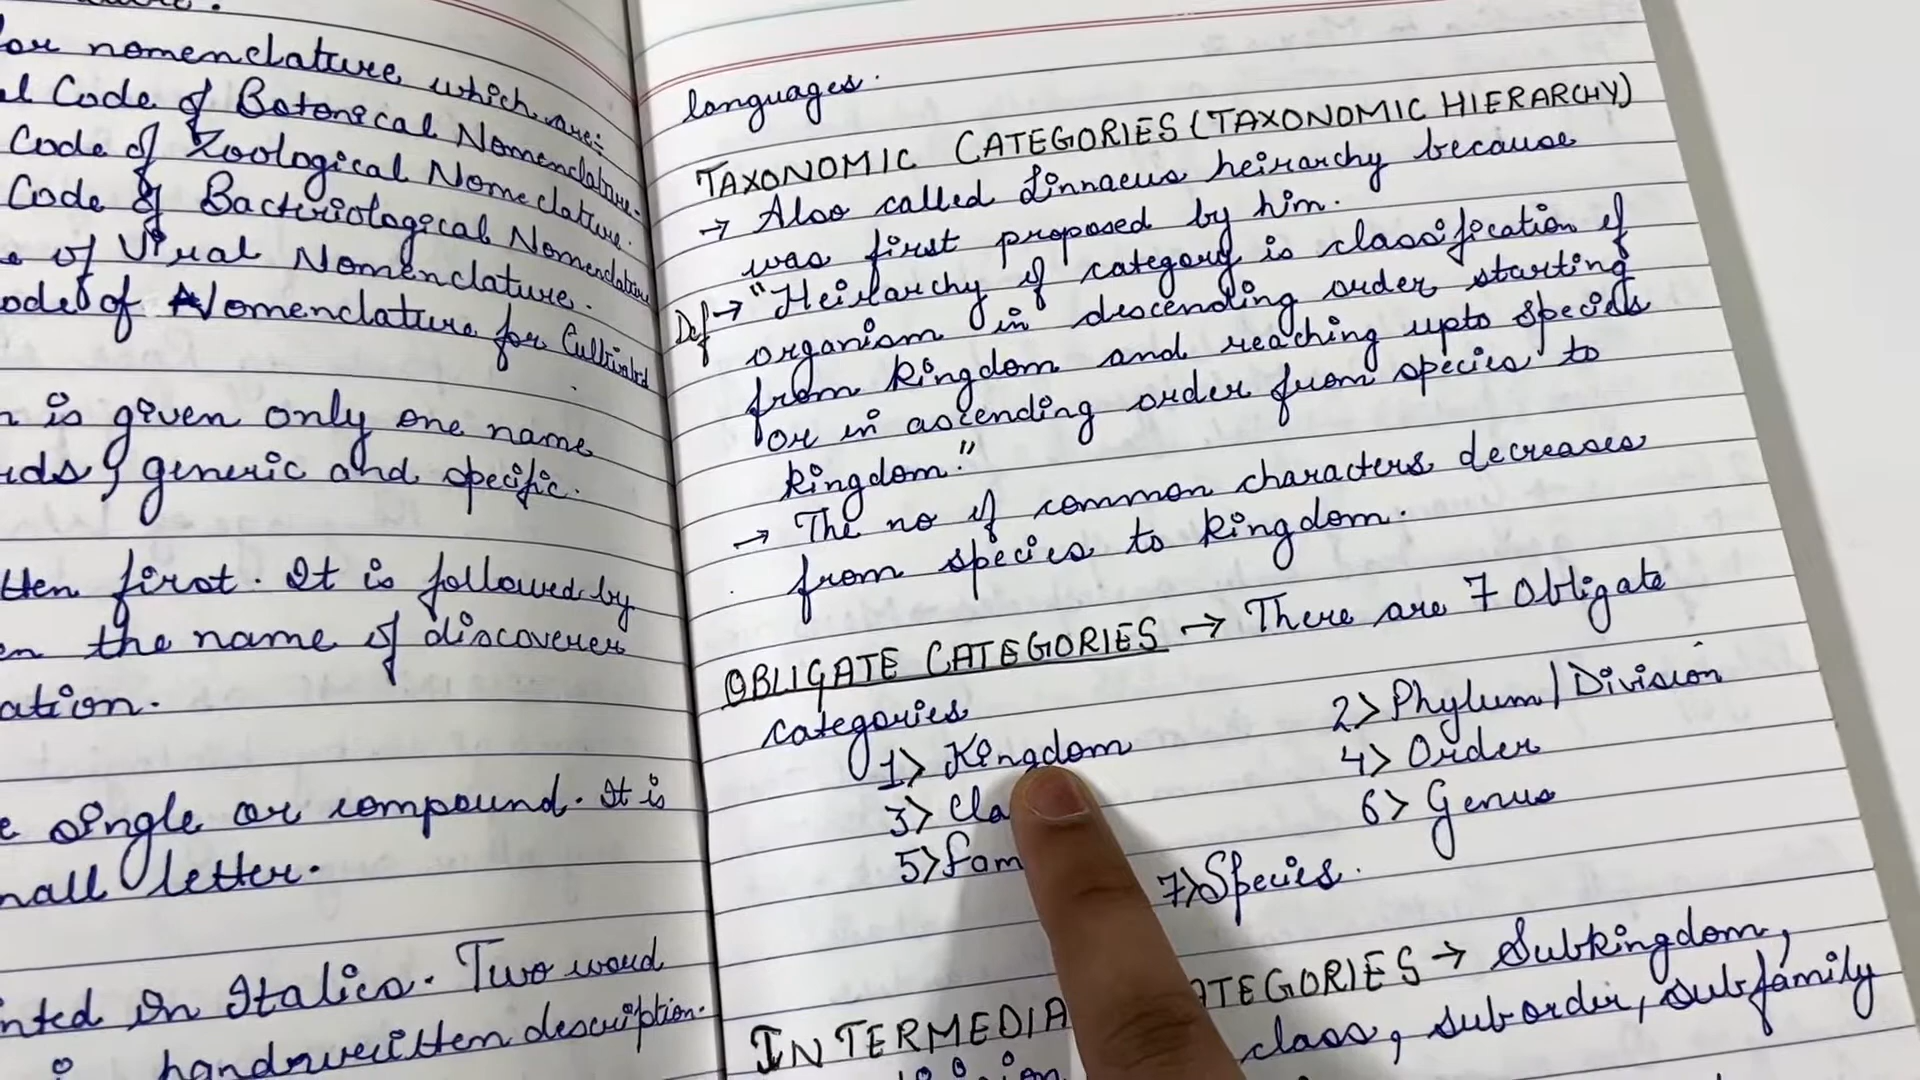 for nomenclature which are:-
Code of Botanical Nomenclature.
Code of Zoological Nomeclature.
Code of Bacteriological Nomenclature
of Viral Nomenclature.
of Nomenclature for Cultivated
is given only one name
generic and specific.
first. It is followed by
the name of discoverer
single or compound. It is
letter.
in Italics. Two word
handwritten description.
languages.
TAXONOMIC CATEGORIES (TAXONOMIC HIERARCHY)
→ Also called Linnaeus heirarchy because
was first proposed by him.
Def → "Heirarchy of category is classification of
organism in descending order starting
from kingdom and reaching upto species
or in ascending order from species to
kingdom."
→ The no of common characters decreases
from species to kingdom.
OBLIGATE CATEGORIES → There are 7 Obligate
categories
1> Kingdom 2> Phylum/Division
3> Cla 4> Order
5> Fam 6> Genus
7> Species.
INTERMEDIA ATEGORIES → Subkingdom,
class, suborder, subfamily